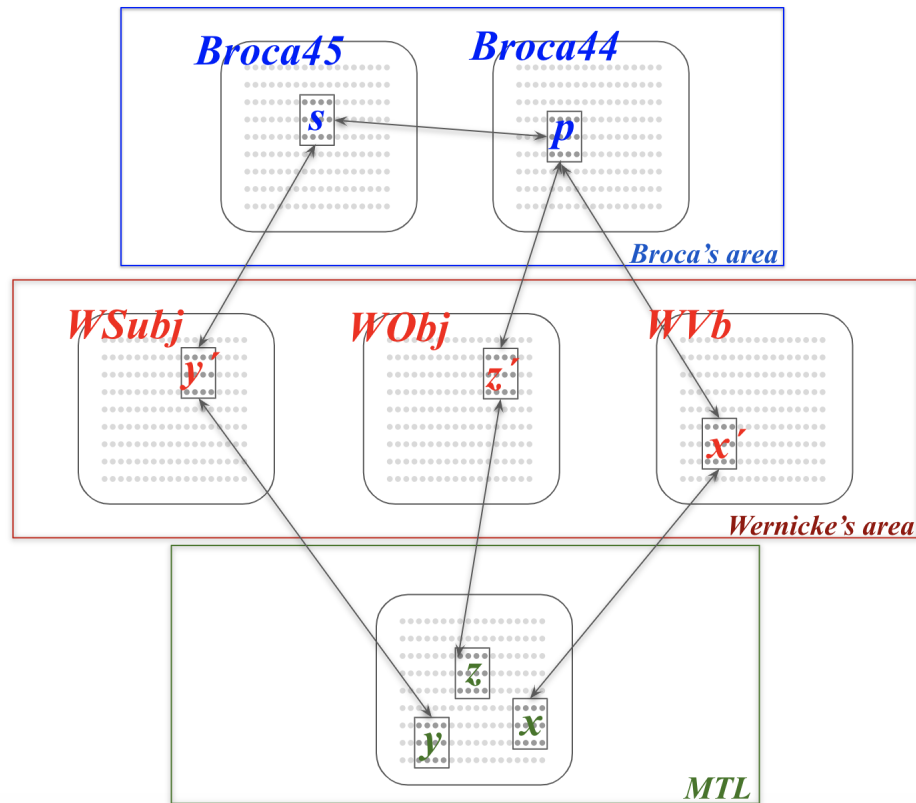 Broca45 Broca44
s p
Broca's area
WSubj WObj WVb
y´ z´
x´
Wernicke's area
z
x
y
MTL